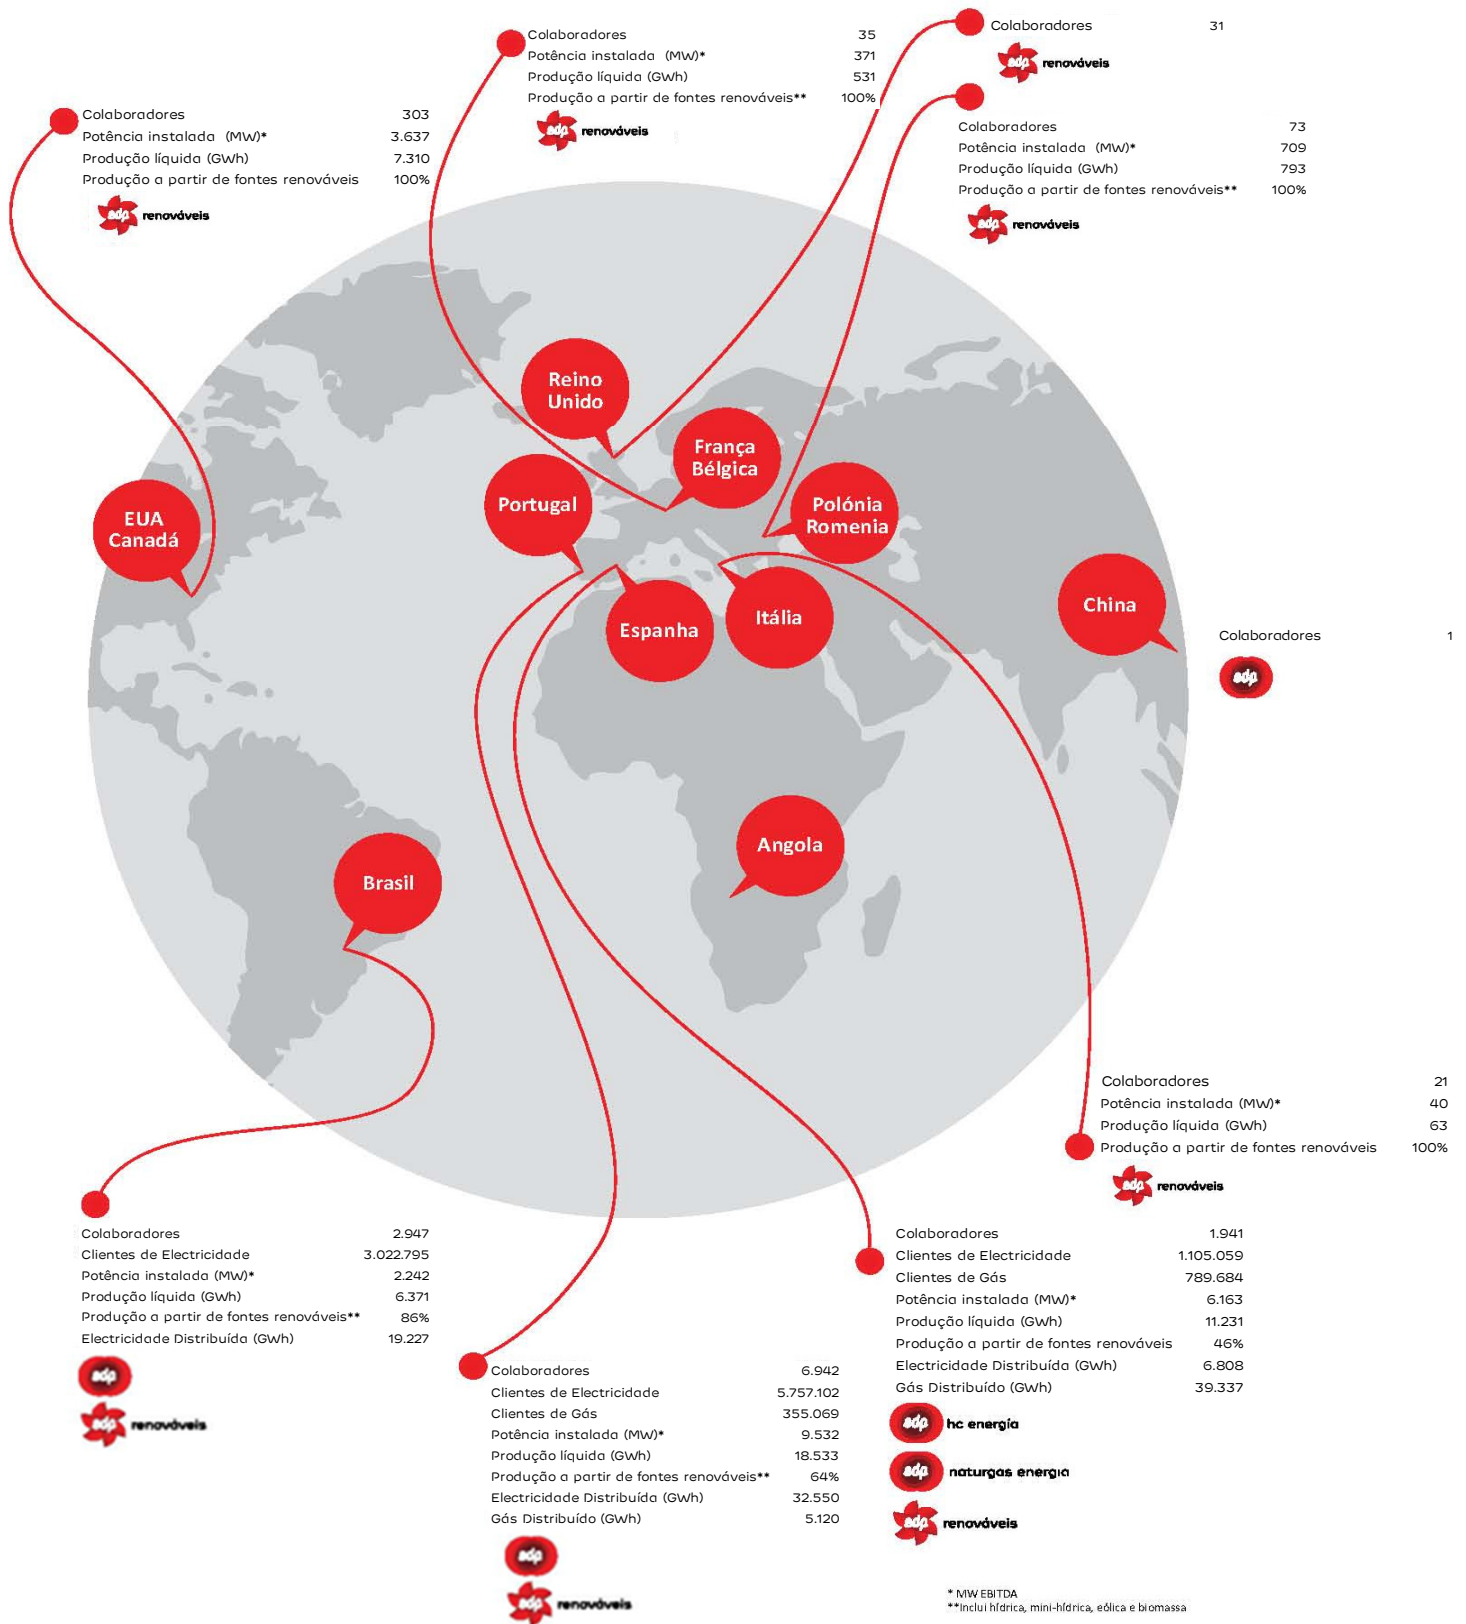 Colaboradores 31
edp renováveis
Colaboradores 35
Potência instalada (MW)* 371
Produção líquida (GWh) 531
Produção a partir de fontes renováveis** 100%
edp renováveis
Colaboradores 303
Potência instalada (MW)* 3.637
Produção líquida (GWh) 7.310
Produção a partir de fontes renováveis 100%
edp renováveis
Colaboradores 73
Potência instalada (MW)* 709
Produção líquida (GWh) 793
Produção a partir de fontes renováveis** 100%
edp renováveis
Reino
Unido
França
Bélgica
Portugal
Polónia
Romenia
EUA
Canadá
Espanha
Itália
China
Colaboradores 1
edp
Angola
Brasil
Colaboradores 21
Potência instalada (MW)* 40
Produção líquida (GWh) 63
Produção a partir de fontes renováveis 100%
edp renováveis
Colaboradores 2.947
Clientes de Electricidade 3.022.795
Potência instalada (MW)* 2.242
Produção líquida (GWh) 6.371
Produção a partir de fontes renováveis** 86%
Electricidade Distribuída (GWh) 19.227
edp
edp renováveis
Colaboradores 6.942
Clientes de Electricidade 5.757.102
Clientes de Gás 355.069
Potência instalada (MW)* 9.532
Produção líquida (GWh) 18.533
Produção a partir de fontes renováveis** 64%
Electricidade Distribuída (GWh) 32.550
Gás Distribuído (GWh) 5.120
edp
edp renováveis
Colaboradores 1.941
Clientes de Electricidade 1.105.059
Clientes de Gás 789.684
Potência instalada (MW)* 6.163
Produção líquida (GWh) 11.231
Produção a partir de fontes renováveis 46%
Electricidade Distribuída (GWh) 6.808
Gás Distribuído (GWh) 39.337
edp hc energía
edp naturgas energia
edp renováveis
* MW EBITDA
**Inclui hídrica, mini-hídrica, eólica e biomassa